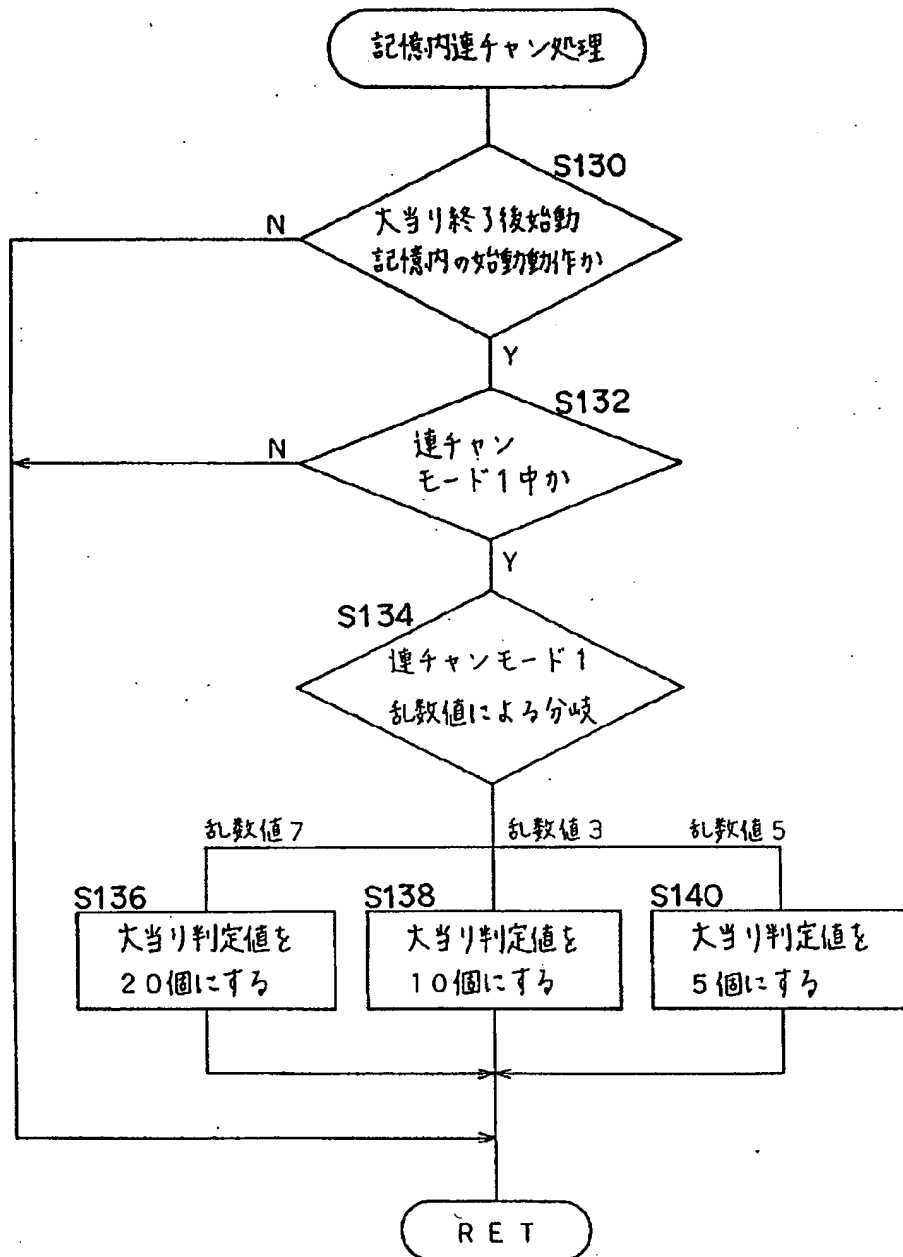 記憶内連チャン処理
S130
大当り終了後始動
記憶内の始動動作か
N
Y
S132
連チャン
モード1中か
N
Y
S134
連チャンモード1
乱数値による分岐
乱数値7
乱数値3
乱数値5
S136
大当り判定値を
20個にする
S138
大当り判定値を
10個にする
S140
大当り判定値を
5個にする
RET